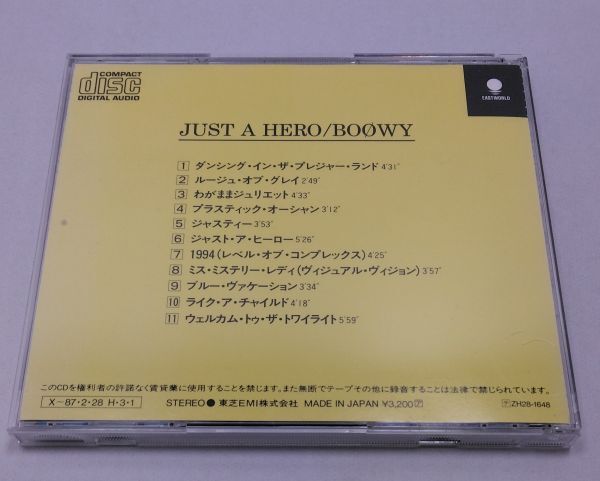 COMPACT
disc
DIGITAL AUDIO
EASTWORLD
JUST A HERO/BOØWY
1 ダンシング・イン・ザ・プレジャー・ランド 4'31"
2 ルージュ・オブ・グレイ 2'49"
3 わがままジュリエット 4'33"
4 プラスティック・オーシャン 3'12"
5 ジャスティー 3'53"
6 ジャスト・ア・ヒーロー 5'26"
7 1994(レベル・オブ・コンプレックス) 4'25"
8 ミス・ミステリー・レディ(ヴィジュアル・ヴィジョン) 3'57"
9 ブルー・ヴァケーション 3'34"
10 ライク・ア・チャイルド 4'18"
11 ウェルカム・トゥ・ザ・トワイライト 5'59"
このCDを権利者の許諾なく賃貸業に使用することを禁じます。また無断でテープその他に録音することは法律で禁じられています。
X〜87・2・28 H・3・1 STEREO● 東芝EMI株式会社 MADE IN JAPAN ¥3,200 ZH28-1648